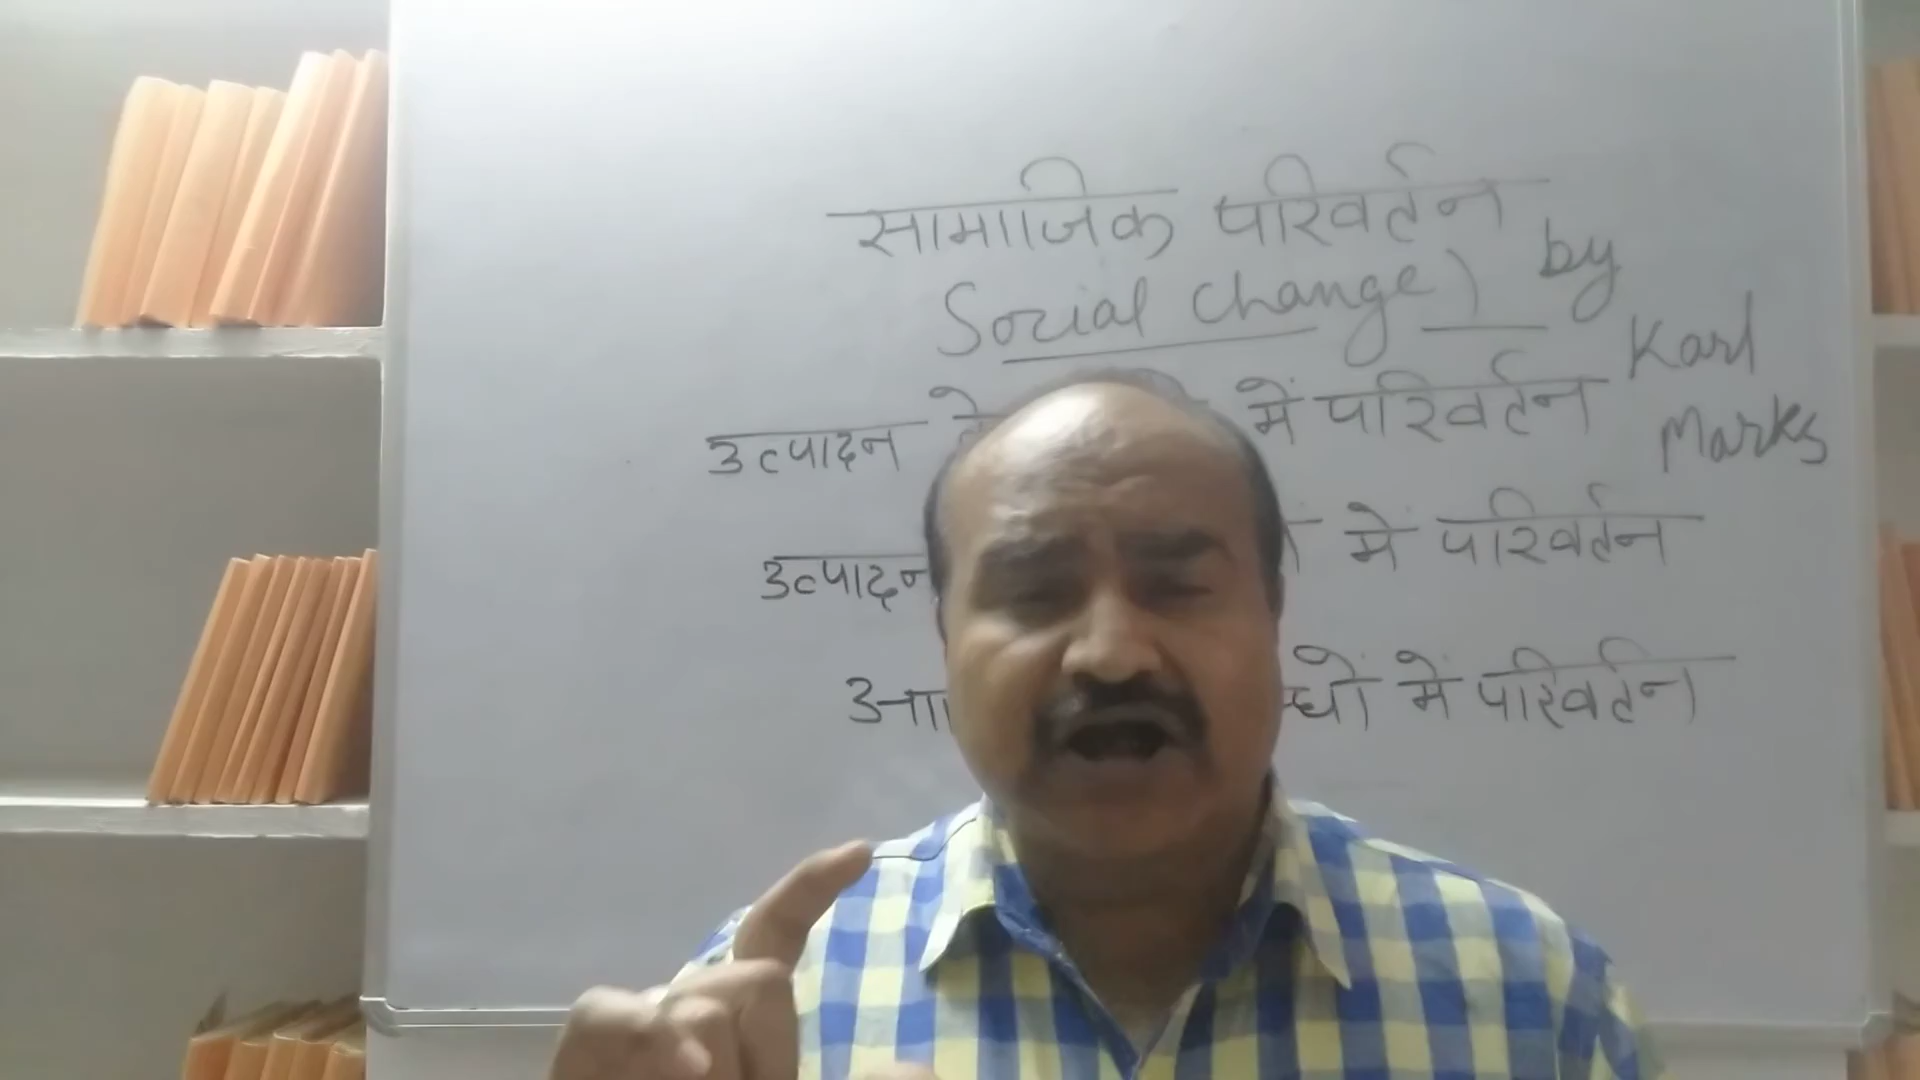 सामाजिक परिवर्तन
Social change) by
Karl
Marks
उत्पादन में परिवर्तन
उत्पादन में परिवर्तन
में परिवर्तन